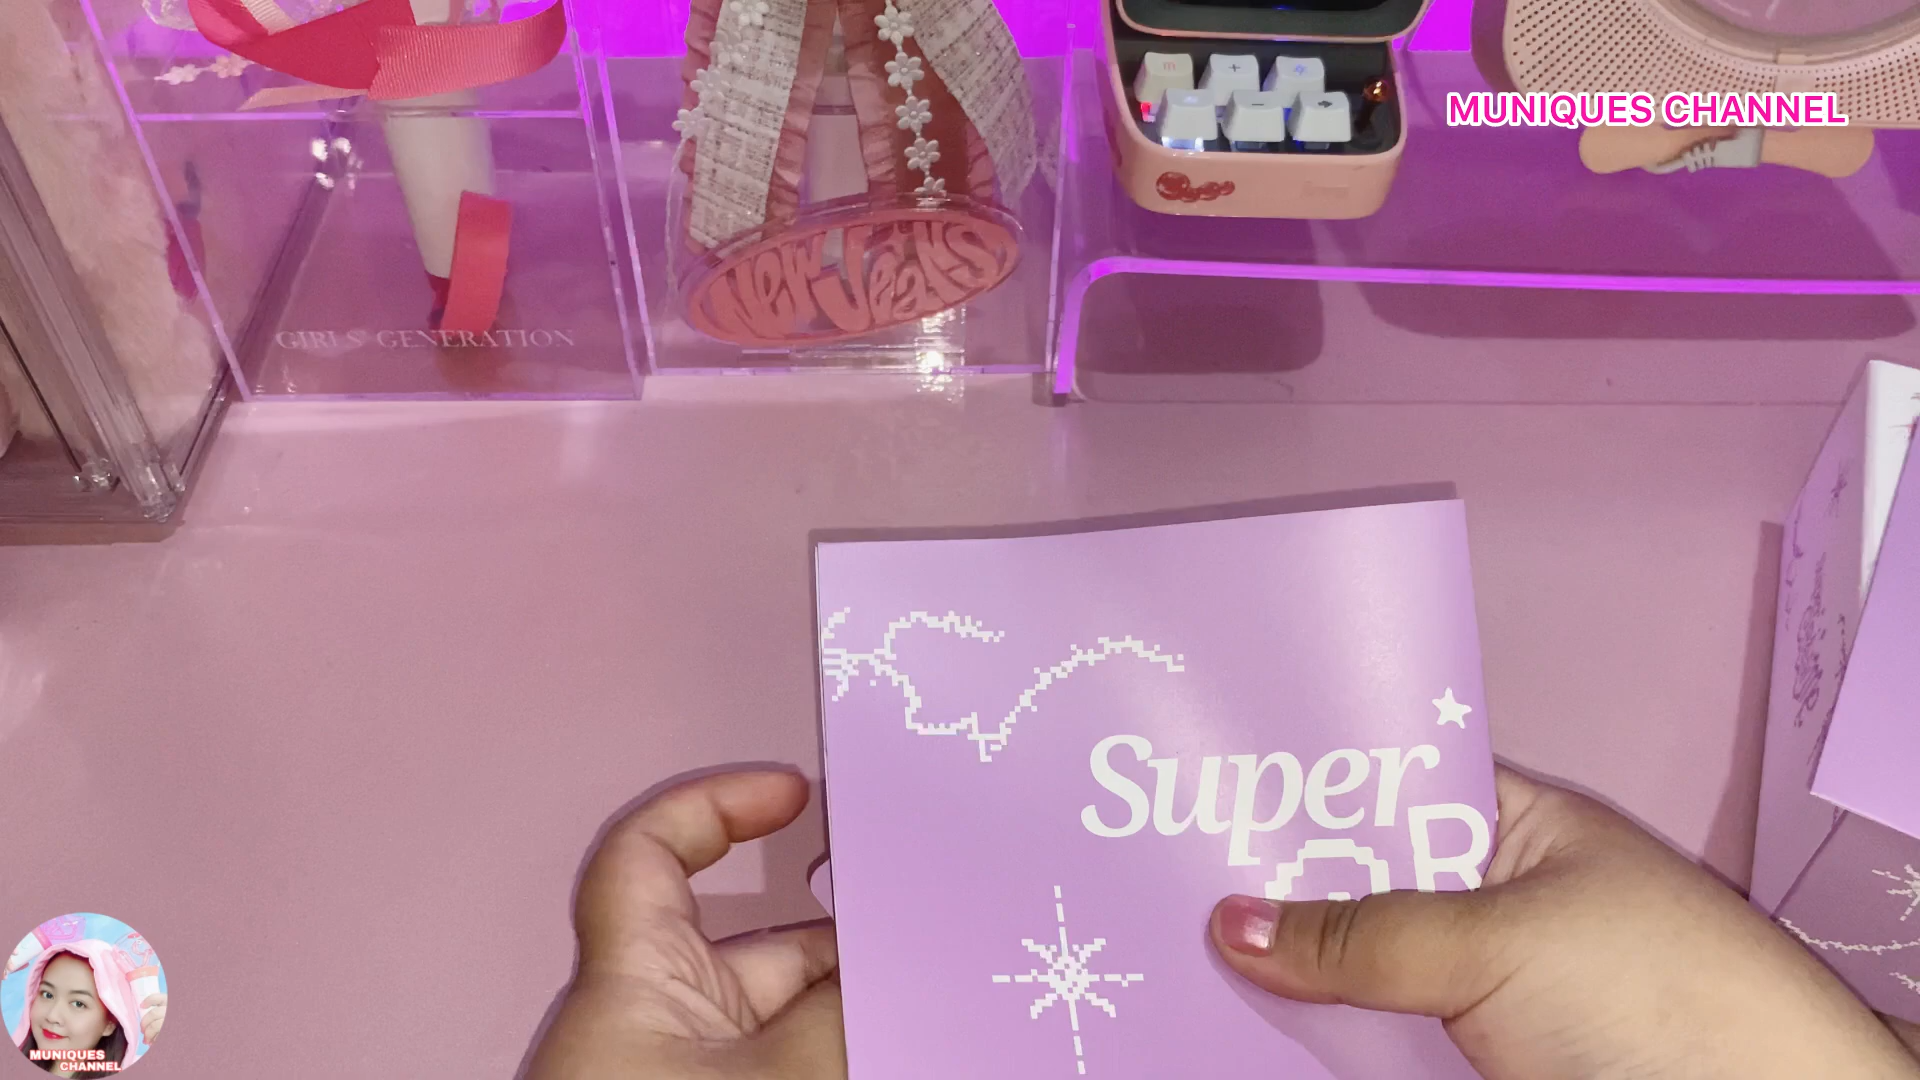 MUNIQUES CHANNEL
NewJeans
GIRLS' GENERATION
Super
R
MUNIQUES
CHANNEL